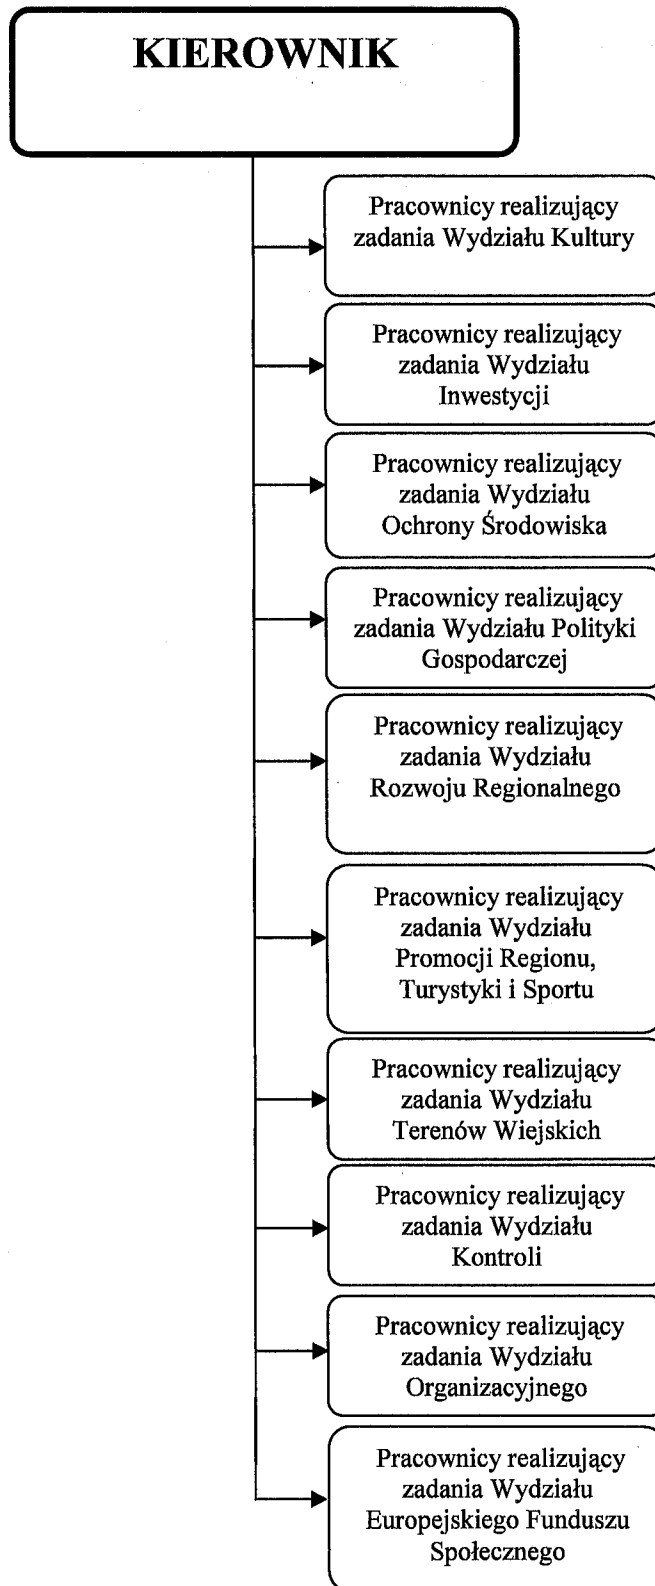 KIEROWNIK
Pracownicy realizujący
zadania Wydziału Kultury
Pracownicy realizujący
zadania Wydziału
Inwestycji
Pracownicy realizujący
zadania Wydziału
Ochrony Środowiska
Pracownicy realizujący
zadania Wydziału Polityki
Gospodarczej
Pracownicy realizujący
zadania Wydziału
Rozwoju Regionalnego
Pracownicy realizujący
zadania Wydziału
Promocji Regionu,
Turystyki i Sportu
Pracownicy realizujący
zadania Wydziału
Terenów Wiejskich
Pracownicy realizujący
zadania Wydziału
Kontroli
Pracownicy realizujący
zadania Wydziału
Organizacyjnego
Pracownicy realizujący
zadania Wydziału
Europejskiego Funduszu
Społecznego